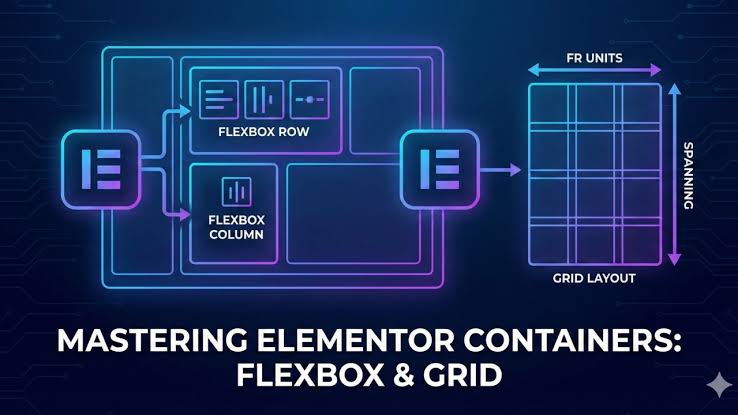 FR UNITS
FLEXBOX ROW
SPANNING
FLEXBOX
COLUMN
GRID LAYOUT
MASTERING ELEMENTOR CONTAINERS:
FLEXBOX & GRID